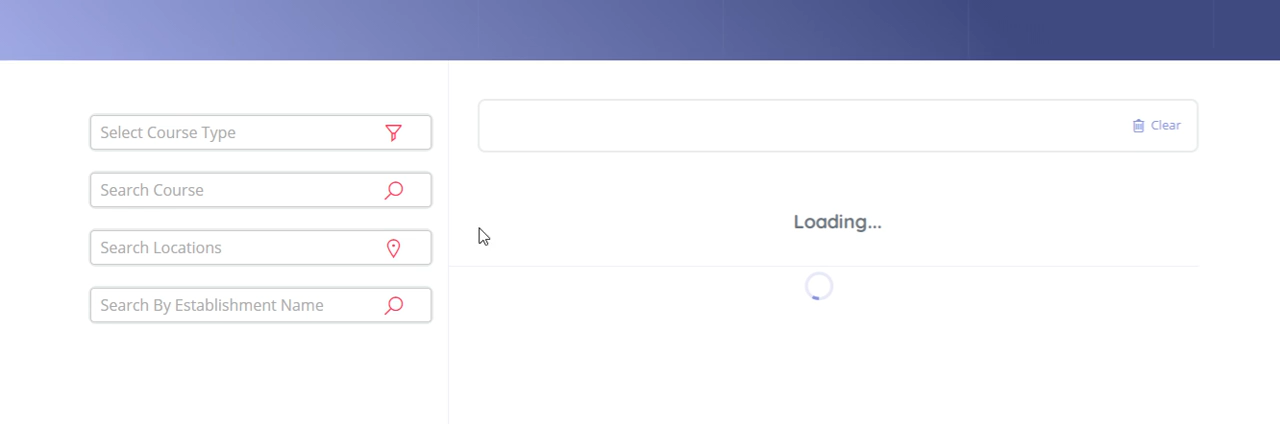 Select Course Type
Search Course
Search Locations
Search By Establishment Name
Clear
Loading...